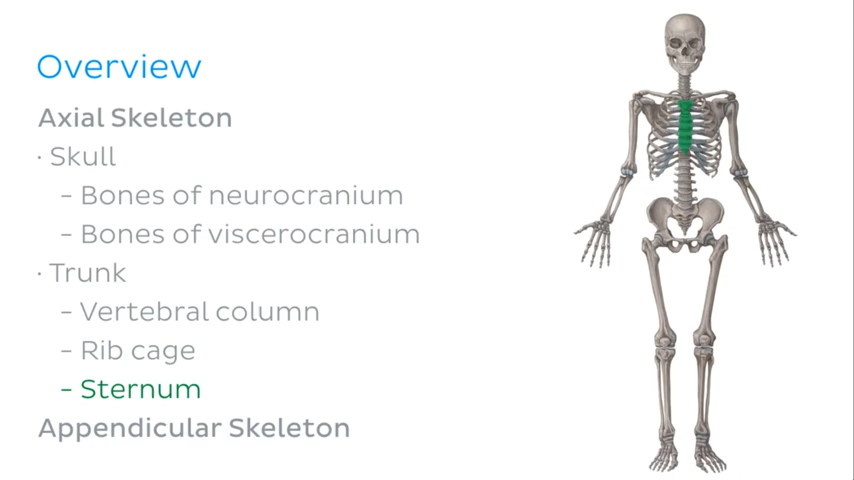 Overview
Axial Skeleton
· Skull
– Bones of neurocranium
– Bones of viscerocranium
· Trunk
– Vertebral column
– Rib cage
– Sternum
Appendicular Skeleton